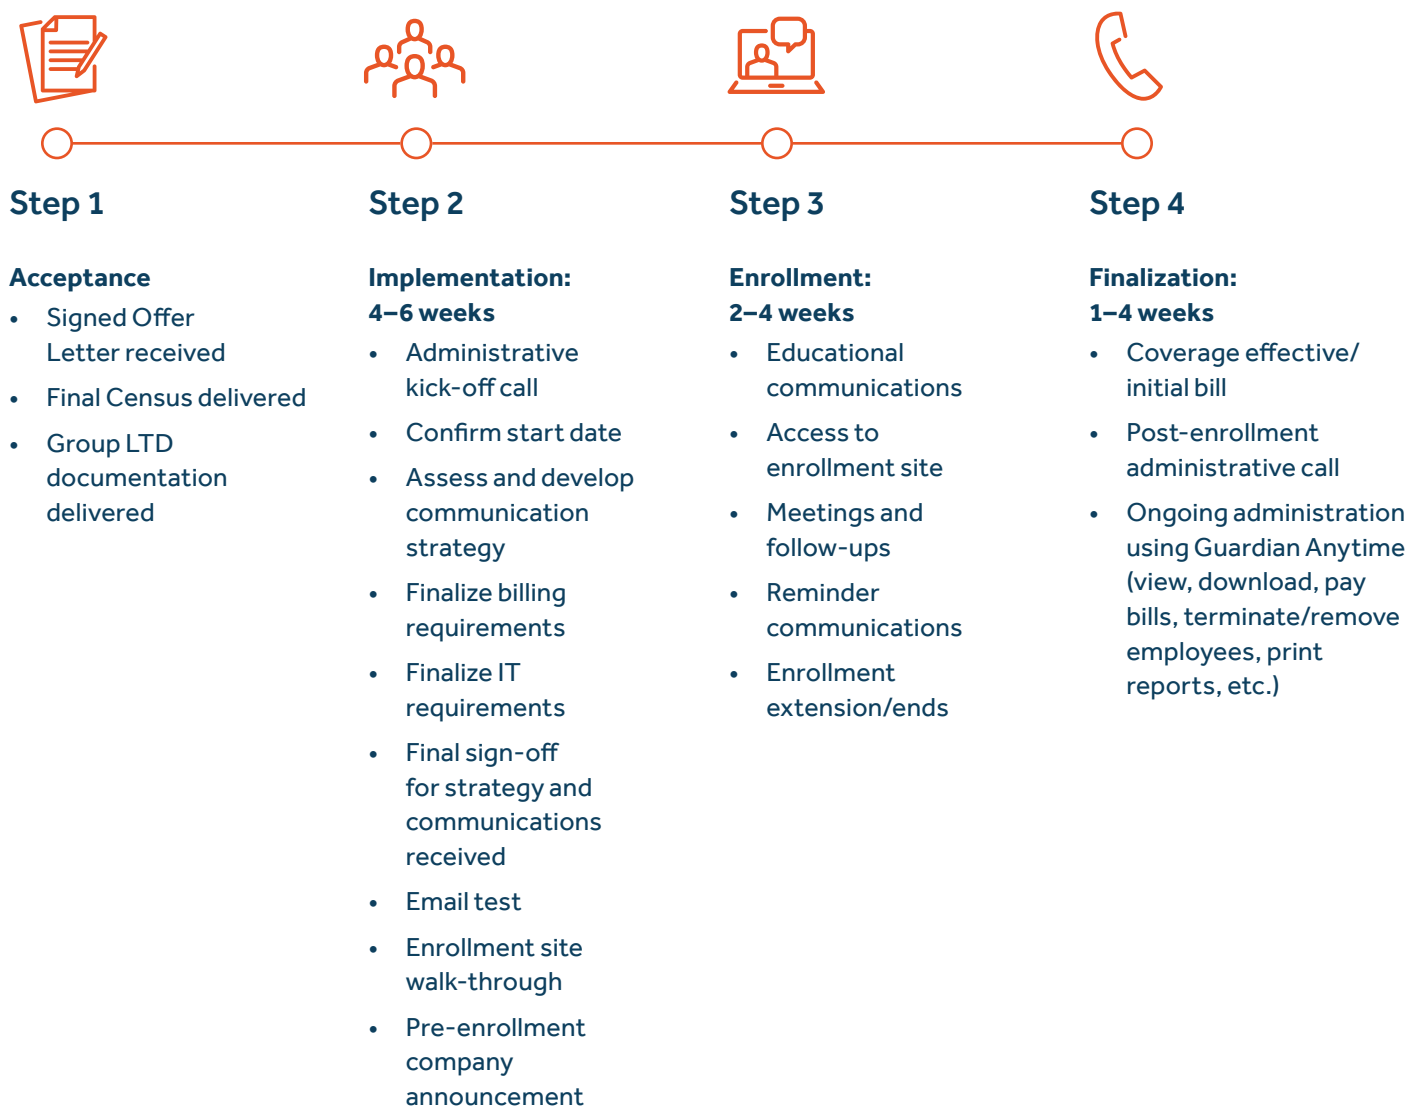 Step 1
Acceptance
• Signed Offer
Letter received
• Final Census delivered
• Group LTD
documentation
delivered
Step 2
Implementation:
4–6 weeks
• Administrative
kick-off call
• Confirm start date
• Assess and develop
communication
strategy
• Finalize billing
requirements
• Finalize IT
requirements
• Final sign-off
for strategy and
communications
received
• Email test
• Enrollment site
walk-through
• Pre-enrollment
company
announcement
Step 3
Enrollment:
2–4 weeks
• Educational
communications
• Access to
enrollment site
• Meetings and
follow-ups
• Reminder
communications
• Enrollment
extension/ends
Step 4
Finalization:
1–4 weeks
• Coverage effective/
initial bill
• Post-enrollment
administrative call
• Ongoing administration
using Guardian Anytime
(view, download, pay
bills, terminate/remove
employees, print
reports, etc.)